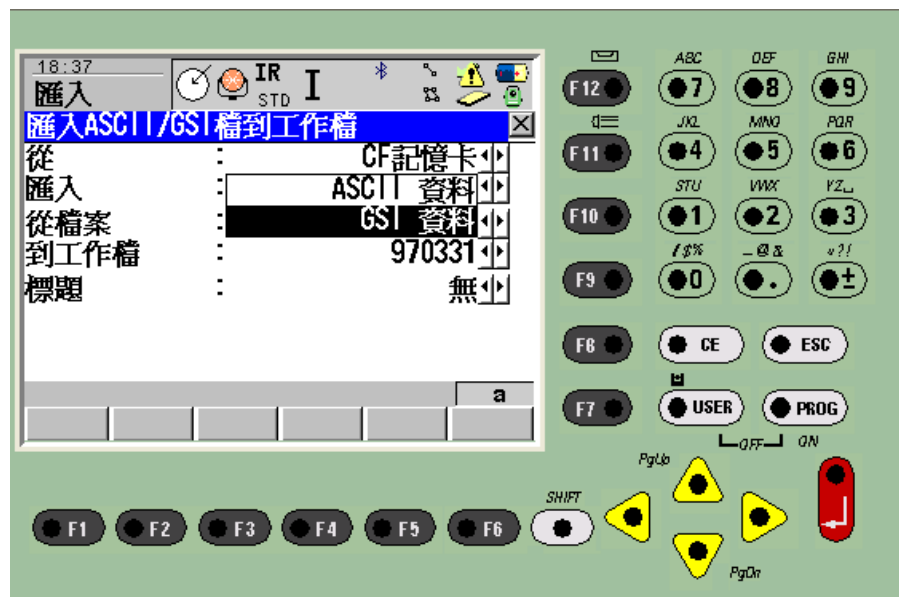 18:37
匯入
IR
STD
I
匯入ASCII/GSI檔到工作檔
從 : CF記憶卡
匯入 : ASCII 資料
從檔案 : GSI 資料
到工作檔 : 970331
標題 : 無
a
F12
ABC
DEF
GHI
7
8
9
F11
JKL
MNO
PQR
4
5
6
F10
STU
VWX
YZ␣
1
2
3
F9
/$%
_@&
*?!
0
.
±
F8
CE
ESC
F7
USER
PROG
OFF
ON
PgUp
SHIFT
F1
F2
F3
F4
F5
F6
PgDn